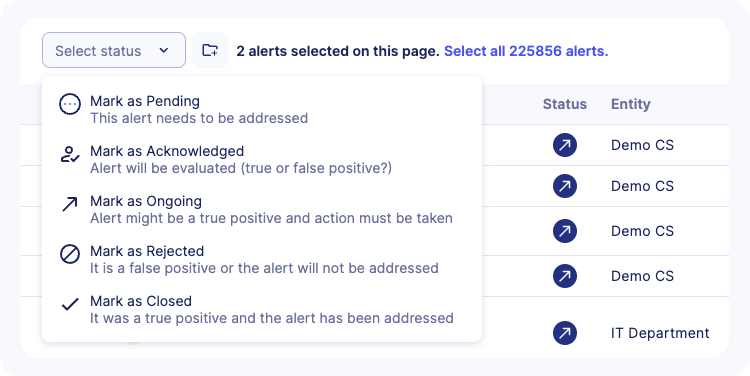 Select status
2 alerts selected on this page. Select all 225856 alerts.
Mark as Pending
This alert needs to be addressed
Mark as Acknowledged
Alert will be evaluated (true or false positive?)
Mark as Ongoing
Alert might be a true positive and action must be taken
Mark as Rejected
It is a false positive or the alert will not be addressed
Mark as Closed
It was a true positive and the alert has been addressed
Status Entity
Demo CS
Demo CS
Demo CS
Demo CS
IT Department